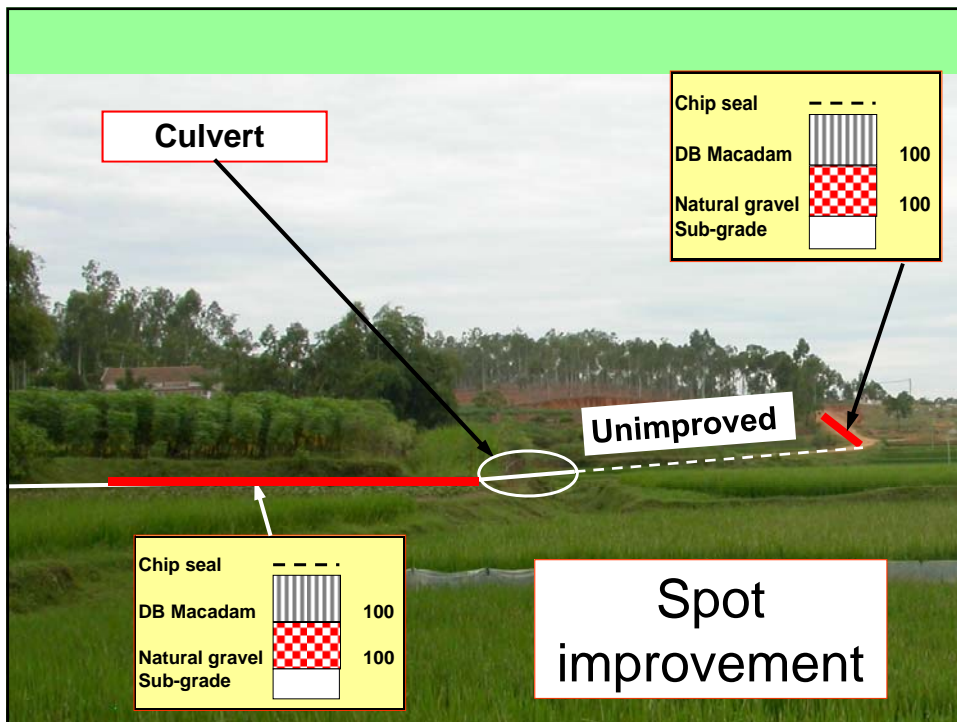 Culvert
Chip seal
DB Macadam 100
Natural gravel 100
Sub-grade
Unimproved
Chip seal
DB Macadam 100
Natural gravel 100
Sub-grade
Spot
improvement